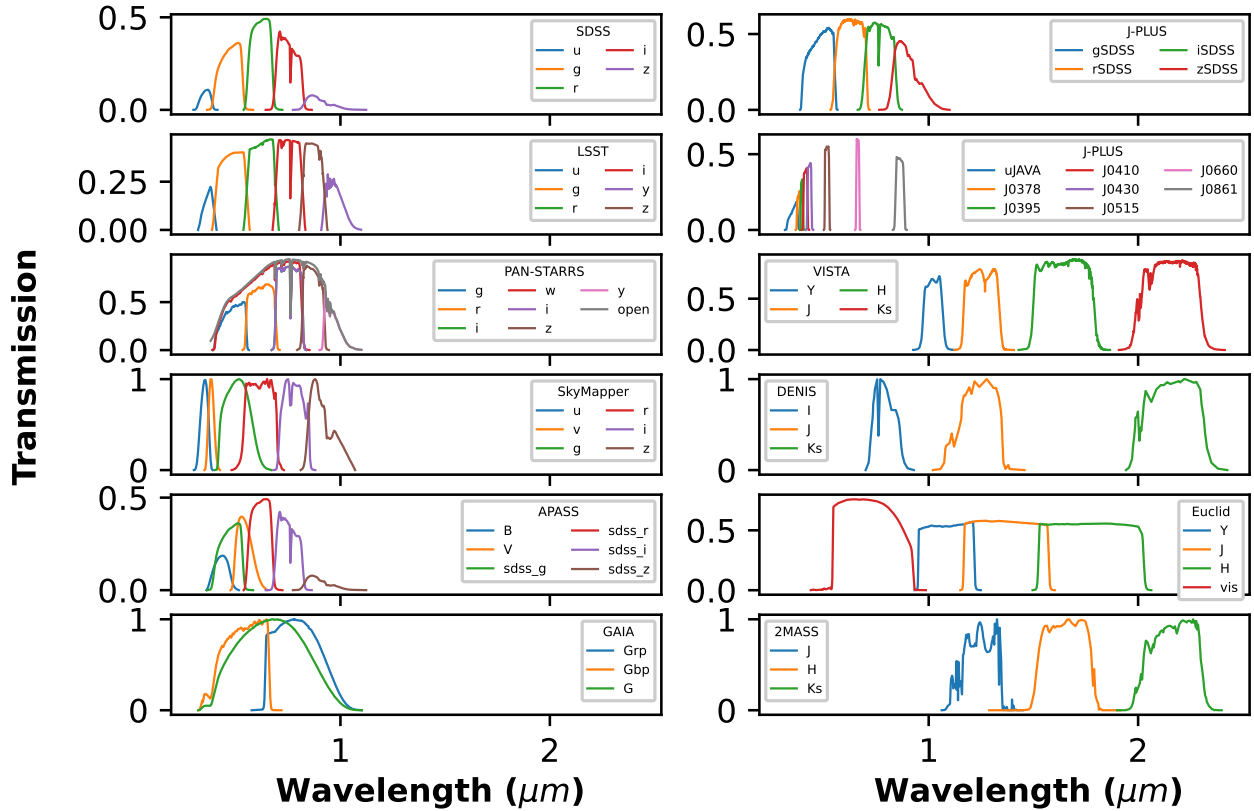 Transmission
0.5
0.0
SDSS
u i
g z
r
0.25
0.00
LSST
u i
g y
r z
0.5
0.0
PAN-STARRS
g w y
r i open
i z
1
0
SkyMapper
u r
v i
g z
0.5
0.0
APASS
B sdss_r
V sdss_i
sdss_g sdss_z
1
0
GAIA
Grp
Gbp
G
1 2
Wavelength (μm)
0.5
0.0
J-PLUS
gSDSS iSDSS
rSDSS zSDSS
0.5
0.0
J-PLUS
uJAVA J0410 J0660
J0378 J0430 J0861
J0395 J0515
0.5
0.0
VISTA
Y H
J Ks
1
0
DENIS
I
J
Ks
0.5
0.0
Euclid
Y
J
H
vis
1
0
2MASS
J
H
Ks
1 2
Wavelength (μm)